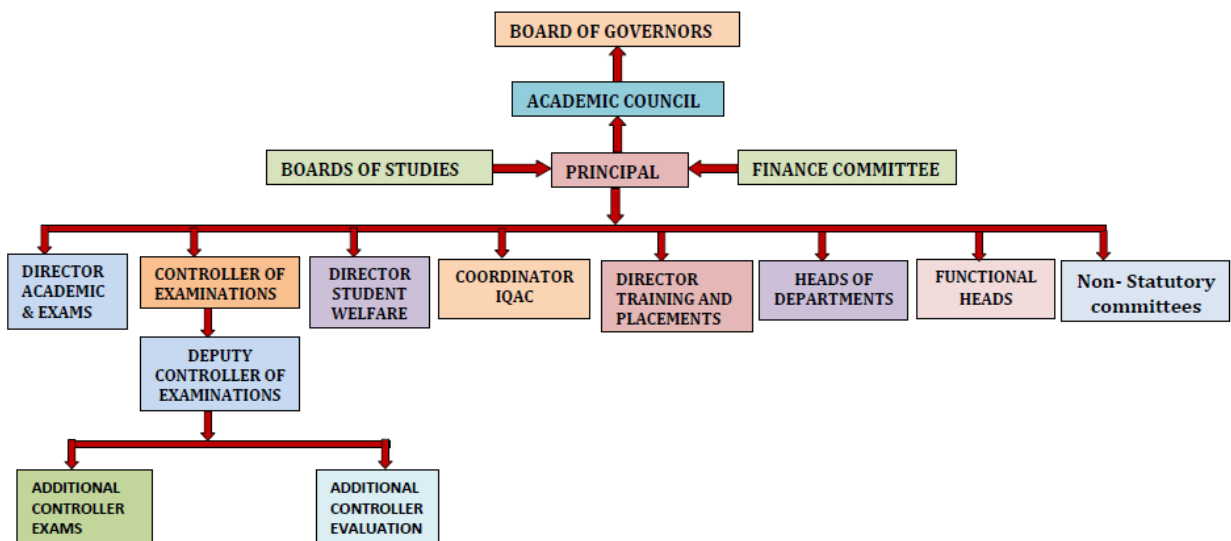 BOARD OF GOVERNORS
ACADEMIC COUNCIL
BOARDS OF STUDIES
PRINCIPAL
FINANCE COMMITTEE
DIRECTOR
ACADEMIC
& EXAMS
CONTROLLER OF
EXAMINATIONS
DIRECTOR
STUDENT
WELFARE
COORDINATOR
IQAC
DIRECTOR
TRAINING AND
PLACEMENTS
HEADS OF
DEPARTMENTS
FUNCTIONAL
HEADS
Non- Statutory
committees
DEPUTY
CONTROLLER OF
EXAMINATIONS
ADDITIONAL
CONTROLLER
EXAMS
ADDITIONAL
CONTROLLER
EVALUATION